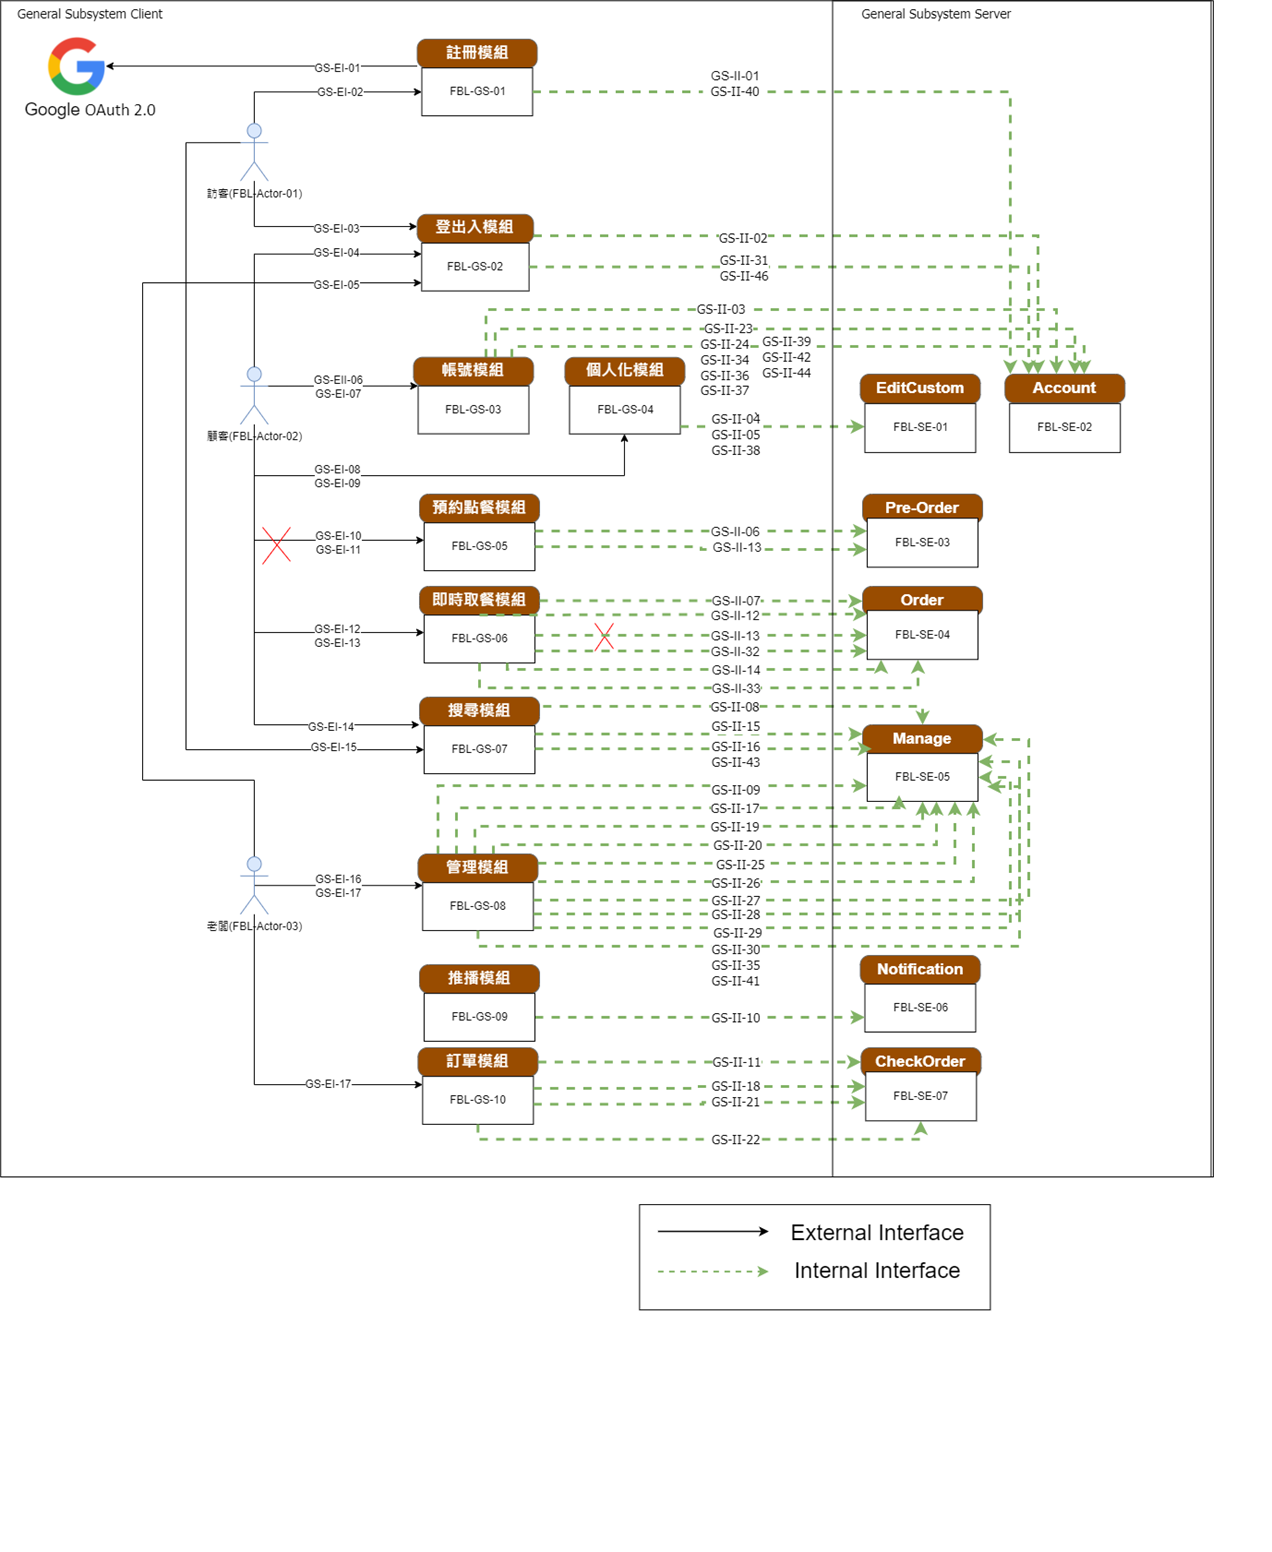 General Subsystem Client
General Subsystem Server
Google OAuth 2.0
GS-EI-01
GS-EI-02
註冊模組
FBL-GS-01
GS-II-01
GS-II-40
訪客(FBL-Actor-01)
GS-EI-03
GS-EI-04
GS-EI-05
登出入模組
FBL-GS-02
GS-II-02
GS-II-31
GS-II-46
GS-II-03
GS-II-23
GS-II-24
GS-II-34
GS-II-36
GS-II-37
GS-II-39
GS-II-42
GS-II-44
顧客(FBL-Actor-02)
GS-EII-06
GS-EI-07
帳號模組
FBL-GS-03
個人化模組
FBL-GS-04
EditCustom
FBL-SE-01
Account
FBL-SE-02
GS-II-04
GS-II-05
GS-II-38
GS-EI-08
GS-EI-09
GS-EI-10
GS-EI-11
預約點餐模組
FBL-GS-05
GS-II-06
GS-II-13
Pre-Order
FBL-SE-03
GS-EI-12
GS-EI-13
即時取餐模組
FBL-GS-06
GS-II-07
GS-II-12
GS-II-13
GS-II-32
GS-II-14
GS-II-33
Order
FBL-SE-04
GS-EI-14
GS-EI-15
搜尋模組
FBL-GS-07
GS-II-08
GS-II-15
GS-II-16
GS-II-43
Manage
FBL-SE-05
GS-II-09
GS-II-17
GS-II-19
GS-II-20
GS-II-25
GS-II-26
GS-II-27
GS-II-28
GS-II-29
GS-II-30
GS-II-35
GS-II-41
老闆(FBL-Actor-03)
GS-EI-16
GS-EI-17
管理模組
FBL-GS-08
推播模組
FBL-GS-09
GS-II-10
Notification
FBL-SE-06
GS-EI-17
訂單模組
FBL-GS-10
GS-II-11
GS-II-18
GS-II-21
GS-II-22
CheckOrder
FBL-SE-07
External Interface
Internal Interface